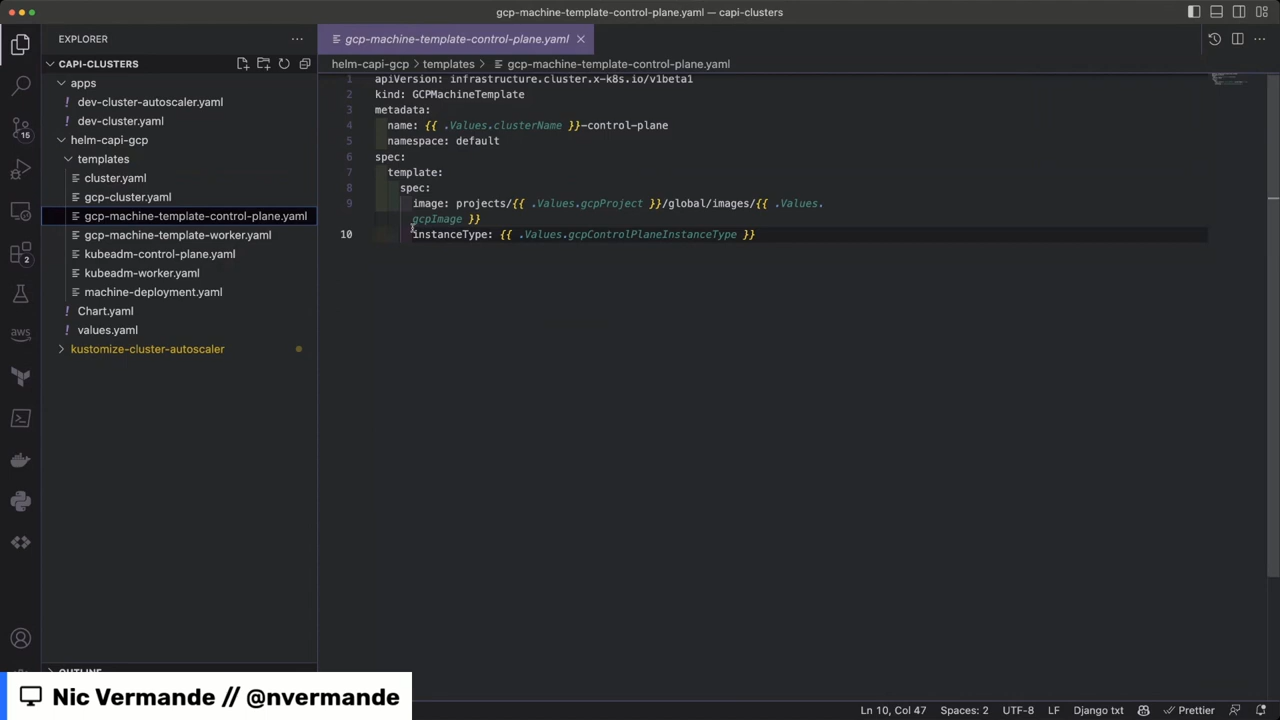 gcp-machine-template-control-plane.yaml — capi-clusters
EXPLORER
gcp-machine-template-control-plane.yaml
CAPI-CLUSTERS
helm-capi-gcp > templates > gcp-machine-template-control-plane.yaml
apps
dev-cluster-autoscaler.yaml
dev-cluster.yaml
helm-capi-gcp
templates
cluster.yaml
gcp-cluster.yaml
gcp-machine-template-control-plane.yaml
gcp-machine-template-worker.yaml
kubeadm-control-plane.yaml
kubeadm-worker.yaml
machine-deployment.yaml
Chart.yaml
values.yaml
kustomize-cluster-autoscaler
15
aws
1 apiVersion: infrastructure.cluster.x-k8s.io/v1beta1
2 kind: GCPMachineTemplate
3 metadata:
4 name: {{ .Values.clusterName }}-control-plane
5 namespace: default
6 spec:
7 template:
8 spec:
9 image: projects/{{ .Values.gcpProject }}/global/images/{{ .Values.
gcpImage }}
10 instanceType: {{ .Values.gcpControlPlaneInstanceType }}
Nic Vermande // @nvermande
Ln 10, Col 47 Spaces: 2 UTF-8 LF Django txt Prettier